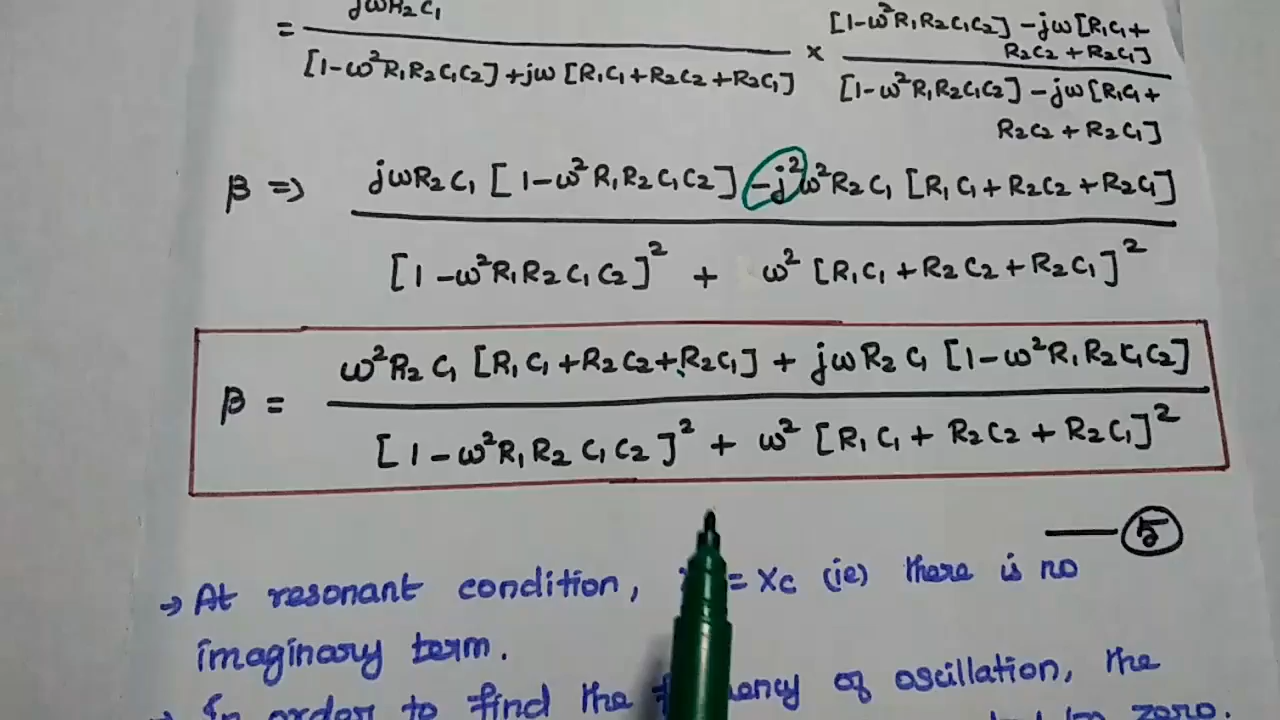 = jωR2C1 / [1-ω²R1R2C1C2]+jω[R1C1+R2C2+R2C1] × [1-ω²R1R2C1C2] -jω[R1C1+ R2C2+R2C1] / [1-ω²R1R2C1C2] -jω[R1C1+ R2C2+R2C1]
β => jωR2C1 [1-ω²R1R2C1C2] -j²ω²R2C1 [R1C1+R2C2+R2C1] / [1-ω²R1R2C1C2]² + ω² [R1C1+R2C2+R2C1]²
β = ω²R2C1 [R1C1+R2C2+R2C1] + jωR2C1 [1-ω²R1R2C1C2] / [1-ω²R1R2C1C2]² + ω² [R1C1+R2C2+R2C1]²
5
→ At resonant condition, = XC (ie) there is no
imaginary term.
→ In order to find the of oscillation, the
zero.